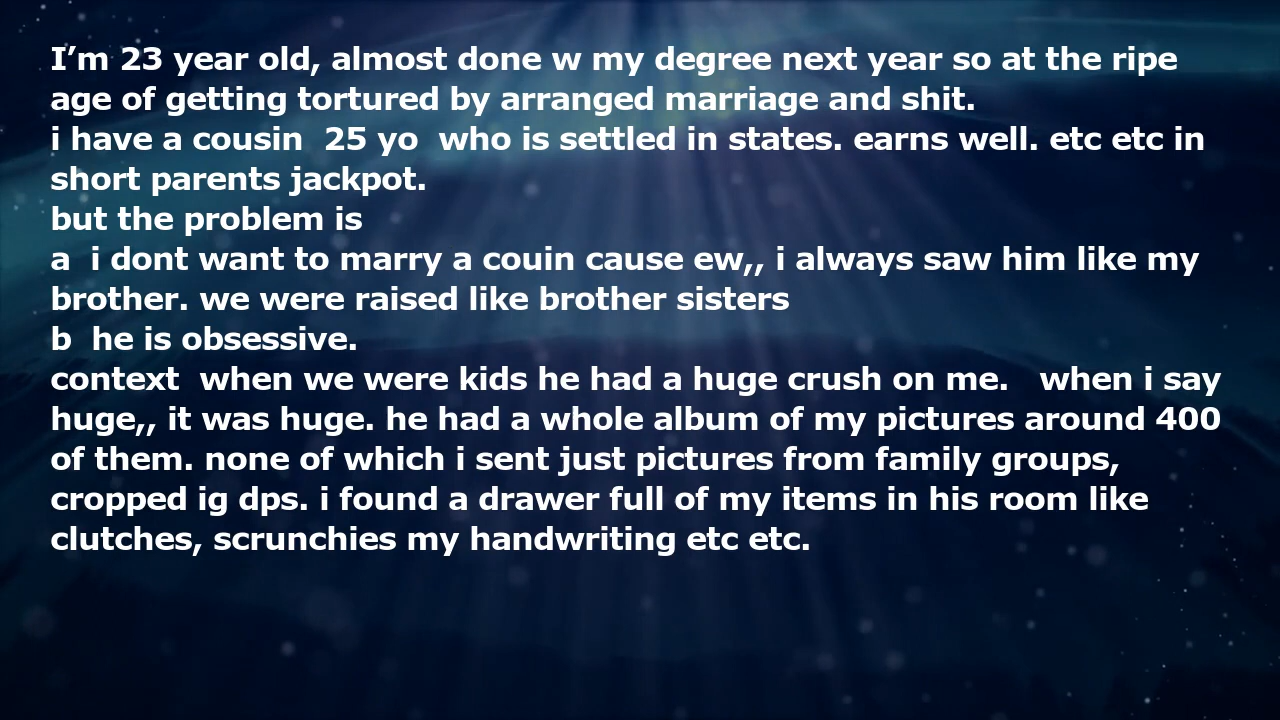 I’m 23 year old, almost done w my degree next year so at the ripe
age of getting tortured by arranged marriage and shit.
i have a cousin  25 yo  who is settled in states. earns well. etc etc in
short parents jackpot.
but the problem is
a  i dont want to marry a couin cause ew,, i always saw him like my
brother. we were raised like brother sisters
b  he is obsessive.
context  when we were kids he had a huge crush on me.   when i say
huge,, it was huge. he had a whole album of my pictures around 400
of them. none of which i sent just pictures from family groups,
cropped ig dps. i found a drawer full of my items in his room like
clutches, scrunchies my handwriting etc etc.